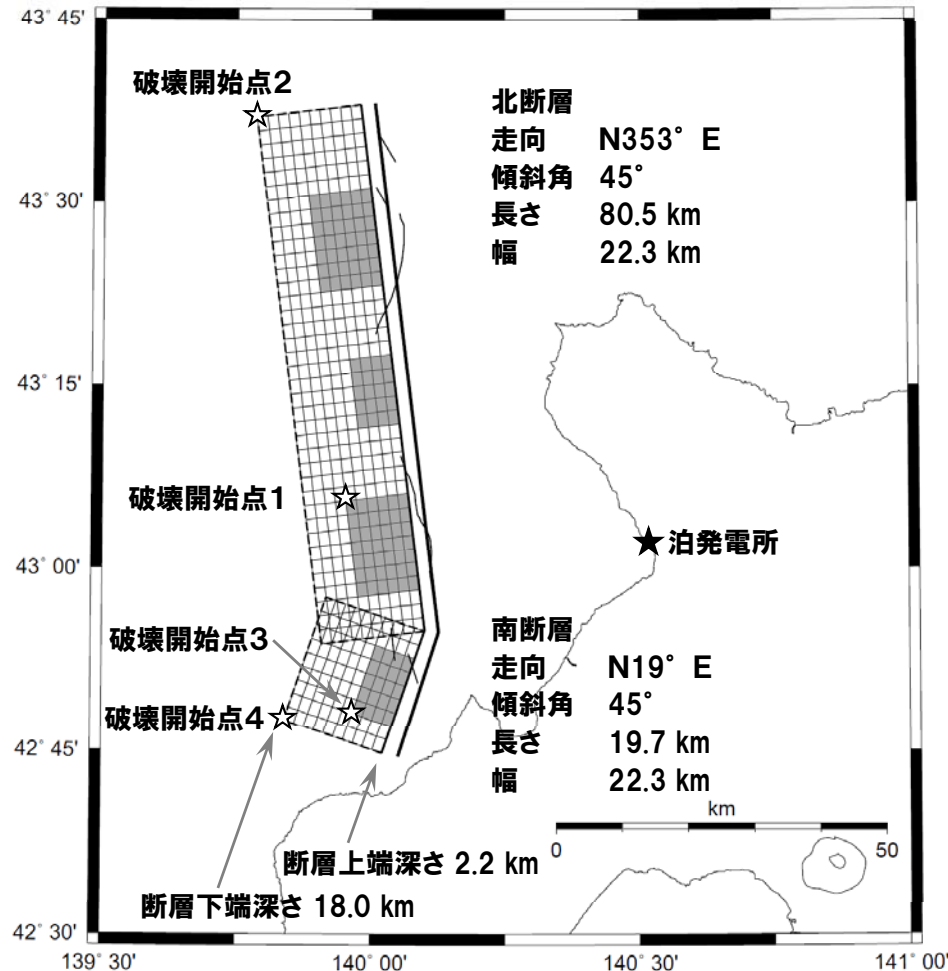 43° 45'
破壊開始点2
北断層
走向 N353° E
傾斜角 45°
長さ 80.5 km
幅 22.3 km
43° 30'
43° 15'
破壊開始点1
泊発電所
43° 00'
破壊開始点3
南断層
走向 N19° E
傾斜角 45°
長さ 19.7 km
幅 22.3 km
破壊開始点4
42° 45'
km
0 50
断層上端深さ 2.2 km
断層下端深さ 18.0 km
42° 30'
139° 30' 140° 00' 140° 30' 141° 00'